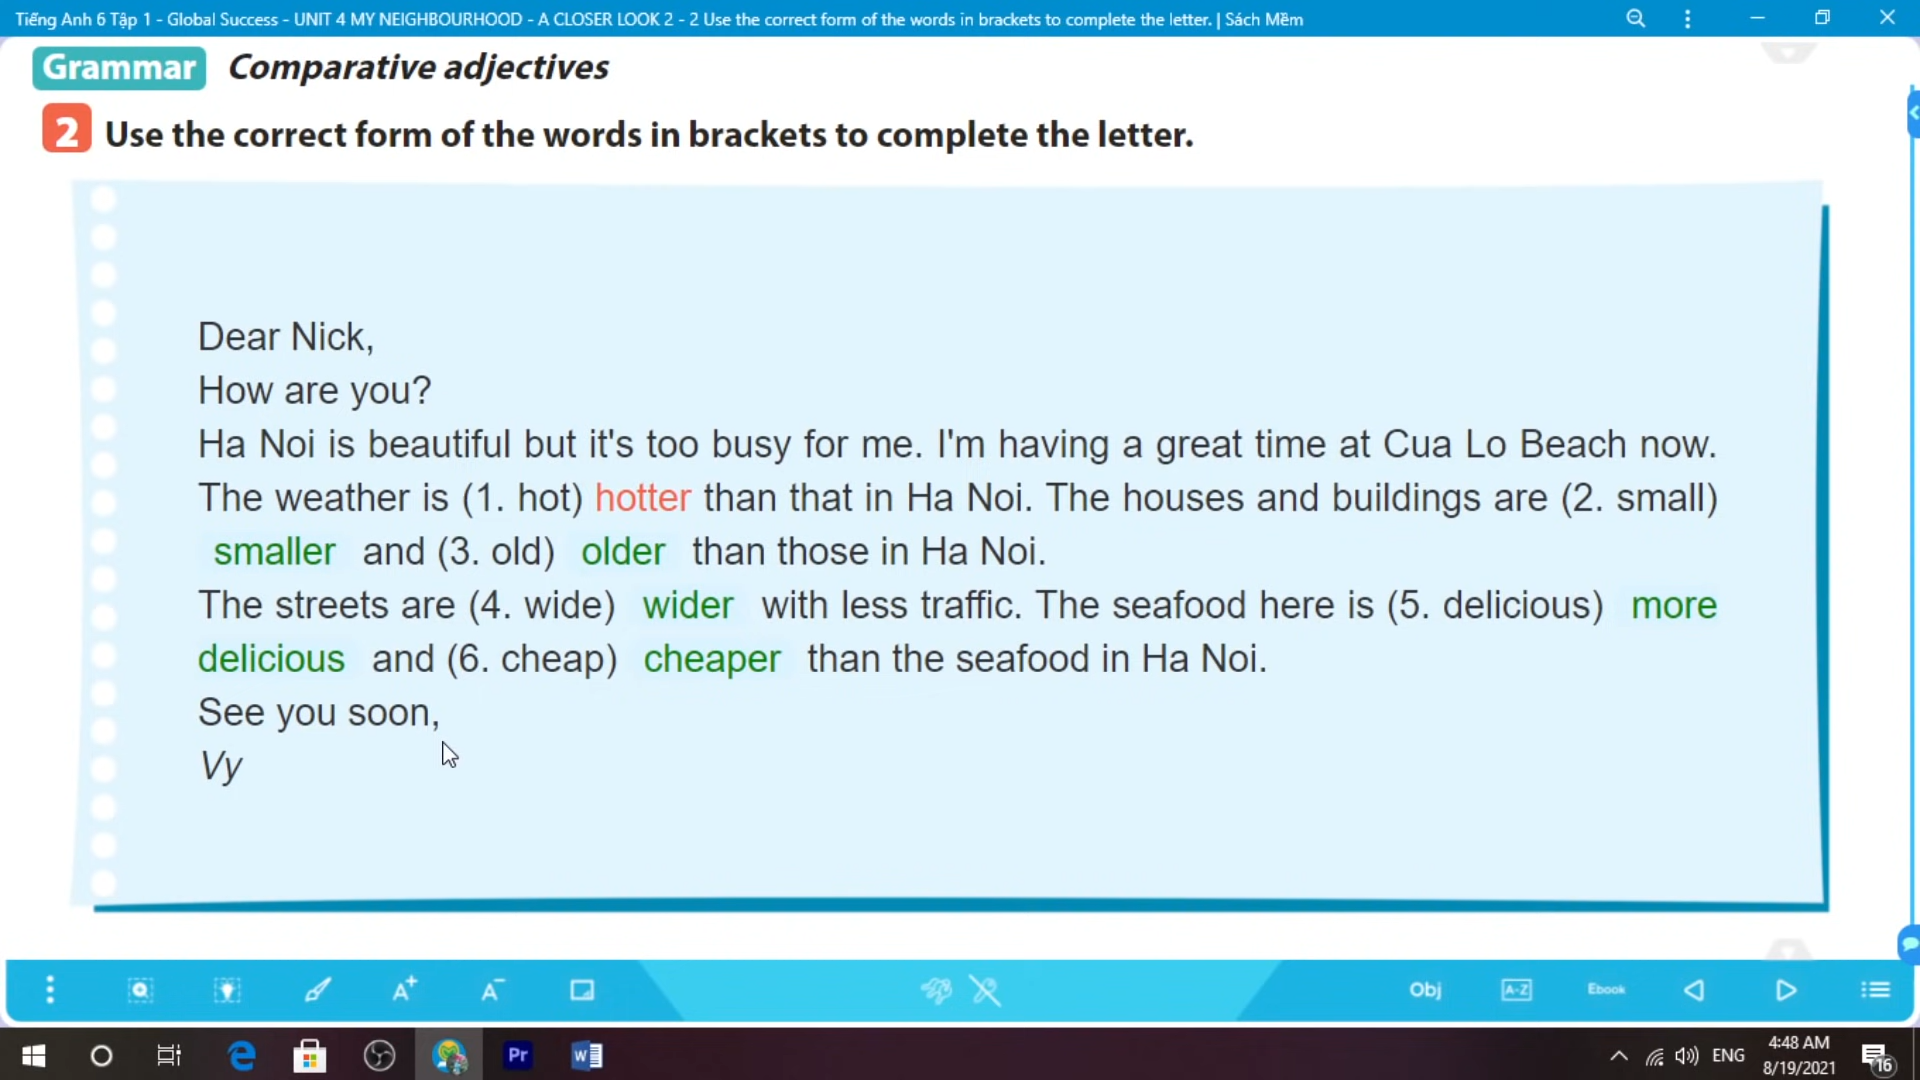 Tiếng Anh 6 Tập 1 - Global Success - UNIT 4 MY NEIGHBOURHOOD - A CLOSER LOOK 2 - 2 Use the correct form of the words in brackets to complete the letter. | Sách Mềm
Grammar Comparative adjectives
2 Use the correct form of the words in brackets to complete the letter.
Dear Nick,
How are you?
Ha Noi is beautiful but it's too busy for me. I'm having a great time at Cua Lo Beach now.
The weather is (1. hot) hotter than that in Ha Noi. The houses and buildings are (2. small)
smaller and (3. old) older than those in Ha Noi.
The streets are (4. wide) wider with less traffic. The seafood here is (5. delicious) more
delicious and (6. cheap) cheaper than the seafood in Ha Noi.
See you soon,
Vy
A+ A- Obj A-Z Ebook
Pr W ENG 4:48 AM
8/19/2021 16